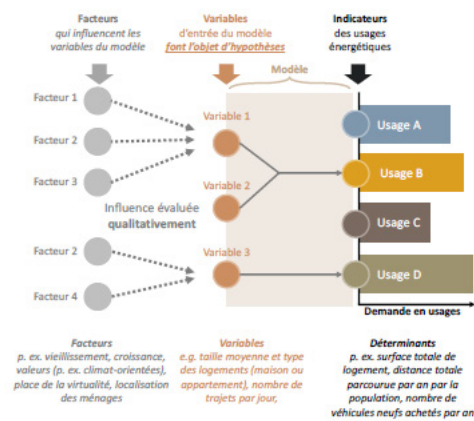 Facteurs
qui influencent les
variables du modèle
Variables
d'entrée du modèle
font l'objet d'hypothèses
Indicateurs
des usages
énergétiques
Modèle
Facteur 1
Facteur 2
Facteur 3
Facteur 2
Facteur 4
Influence évaluée
qualitativement
Variable 1
Variable 2
Variable 3
Usage A
Usage B
Usage C
Usage D
Demande en usages
Facteurs
p. ex. vieillissement, croissance,
valeurs (p. ex. climat-orientées),
place de la virtualité, localisation
des ménages
Variables
e.g. taille moyenne et type
des logements (maison ou
appartement), nombre de
trajets par jour,
Déterminants
p. ex. surface totale de
logement, distance totale
parcourue par an par la
population, nombre de
véhicules neufs achetés par an